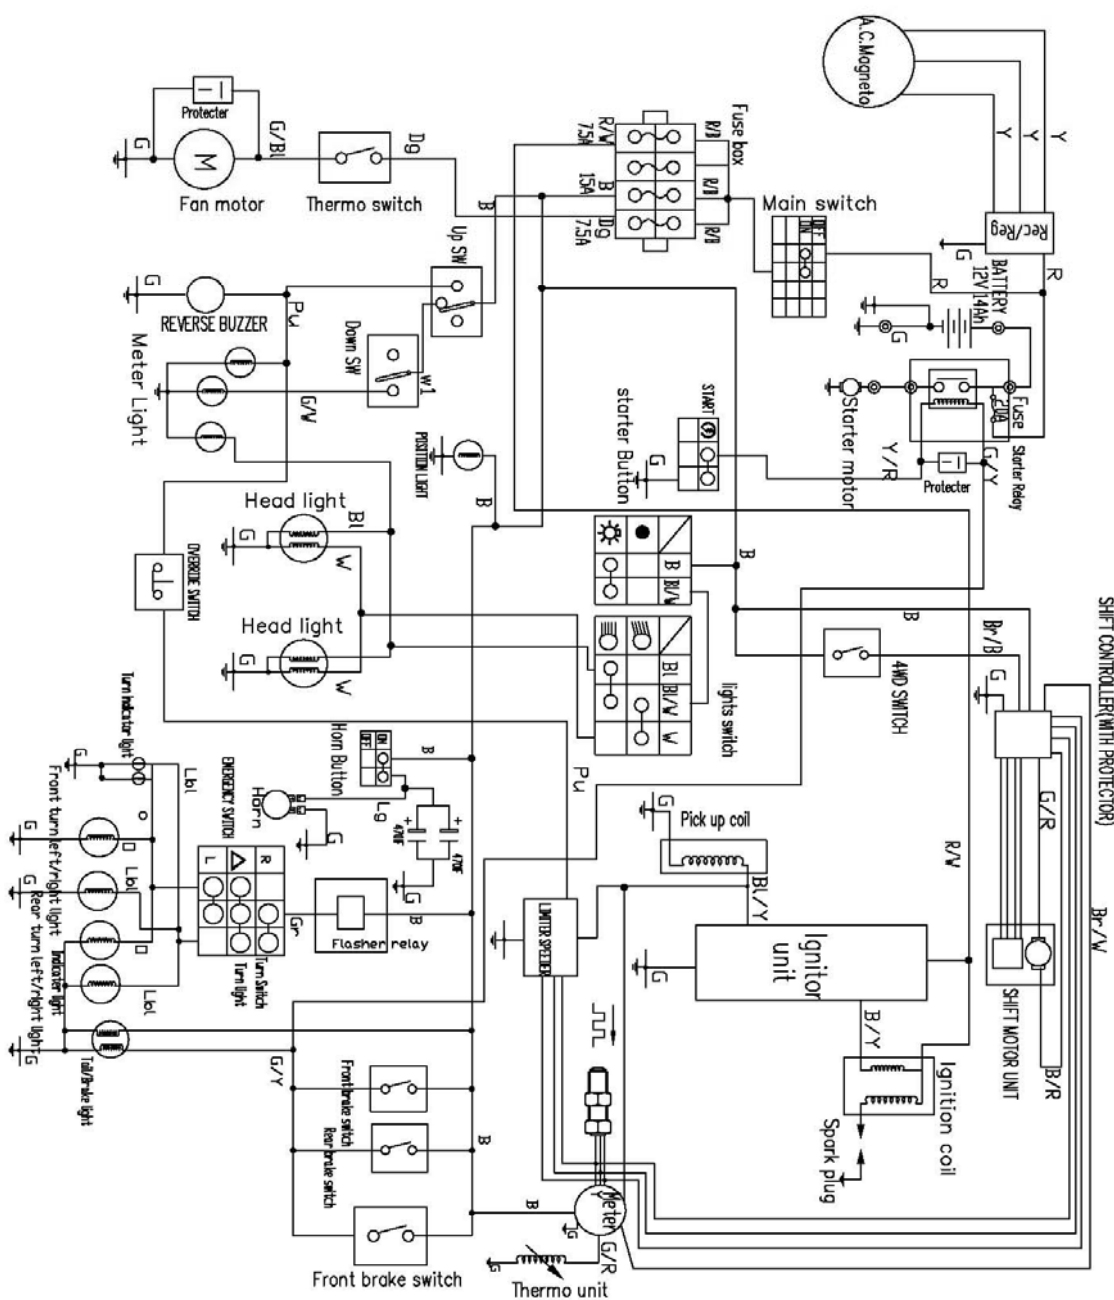 A.C.Magneto
Y
Y
Y
Protecter
G
G/Bl
M
Fan motor
Thermo switch
Dg
R/W
7.5A
B
15A
Dg
7.5A
R/B
R/B
R/B
Fuse box
Main switch
OFF
ON
Rec/Reg
G
R
R
BATTERY
12V 14Ah
G
Fuse
20A
Starter Relay
Starter motor
Y/R
G/Y
Protecter
B
Up SW
Down SW
w1
G
REVERSE BUZZER
Pu
Meter Light
G/W
POSITION LIGHT
B
START
starter Button
G
Head light
G
Bl
W
Head light
G
W
OVERRIDE SWITCH
B
Bl/W
B
Bl
Bl/W
W
lights switch
B
Br/B
4WD SWITCH
G
SHIFT CONTROLLER(WITH PROTECTOR)
G/R
Br/W
R/W
SHIFT MOTOR UNIT
B/R
Turn indicator light
G
Lbl
Front turn left/right light
G
Lbl
G
Rear turn left/right light
Indicator light
Lbl
G
Tail/Brake light
EMERGENCY SWITCH
L
R
Turn Switch
Turn light
Gr
Flasher relay
B
Horn
G
Horn Button
ON
OFF
B
Lg
+
+
470F
470F
G
Pu
LIMITER SPEEDER
G
Pick up coil
Bl/Y
G
Ignitor unit
B/Y
Ignition coil
Spark plug
G/Y
Front brake switch
Rear brake switch
B
Front brake switch
B
Meter
G
G/R
G
Thermo unit